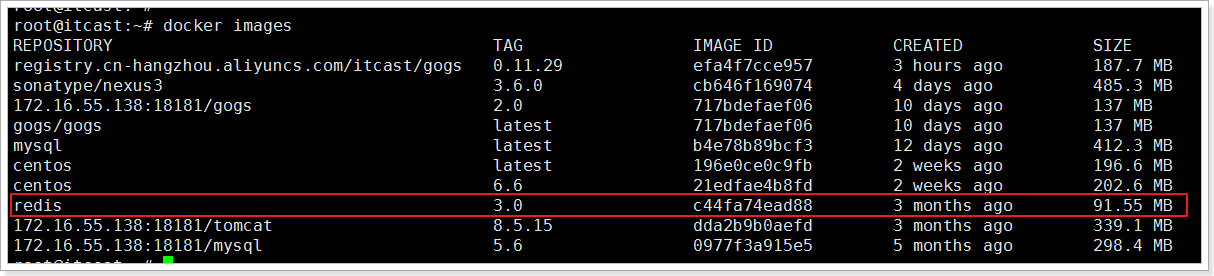 root@itcast:~#
root@itcast:~# docker images
REPOSITORY TAG IMAGE ID CREATED SIZE
registry.cn-hangzhou.aliyuncs.com/itcast/gogs 0.11.29 efa4f7cce957 3 hours ago 187.7 MB
sonatype/nexus3 3.6.0 cb646f169074 4 days ago 485.3 MB
172.16.55.138:18181/gogs 2.0 717bdefaef06 10 days ago 137 MB
gogs/gogs latest 717bdefaef06 10 days ago 137 MB
mysql latest b4e78b89bcf3 12 days ago 412.3 MB
centos latest 196e0ce0c9fb 2 weeks ago 196.6 MB
centos 6.6 21edfae4b8fd 2 weeks ago 202.6 MB
redis 3.0 c44fa74ead88 3 months ago 91.55 MB
172.16.55.138:18181/tomcat 8.5.15 dda2b9b0aefd 3 months ago 339.1 MB
172.16.55.138:18181/mysql 5.6 0977f3a915e5 5 months ago 298.4 MB
root@itcast:~#